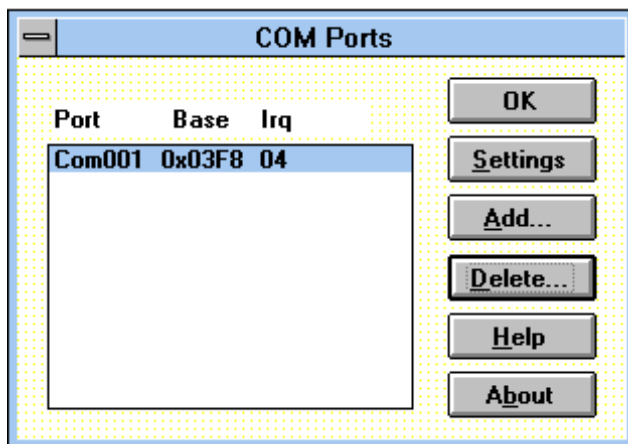 COM Ports
Port Base Irq
Com001 0x03F8 04
OK
Settings
Add...
Delete...
Help
About